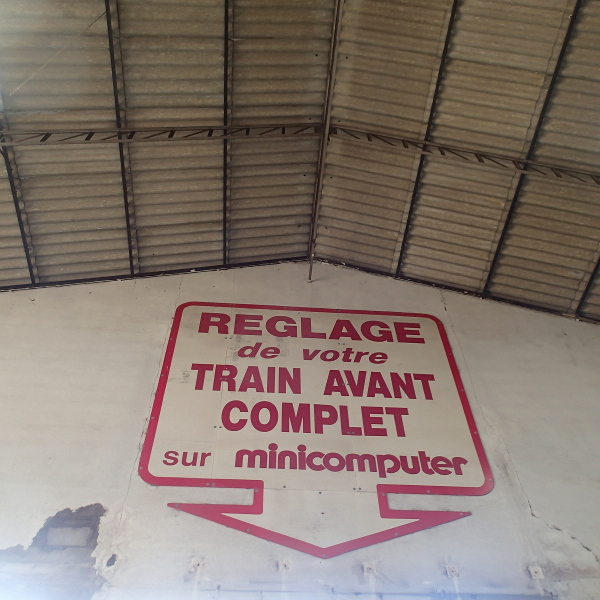 REGLAGE
de votre
TRAIN AVANT
COMPLET
sur minicomputer